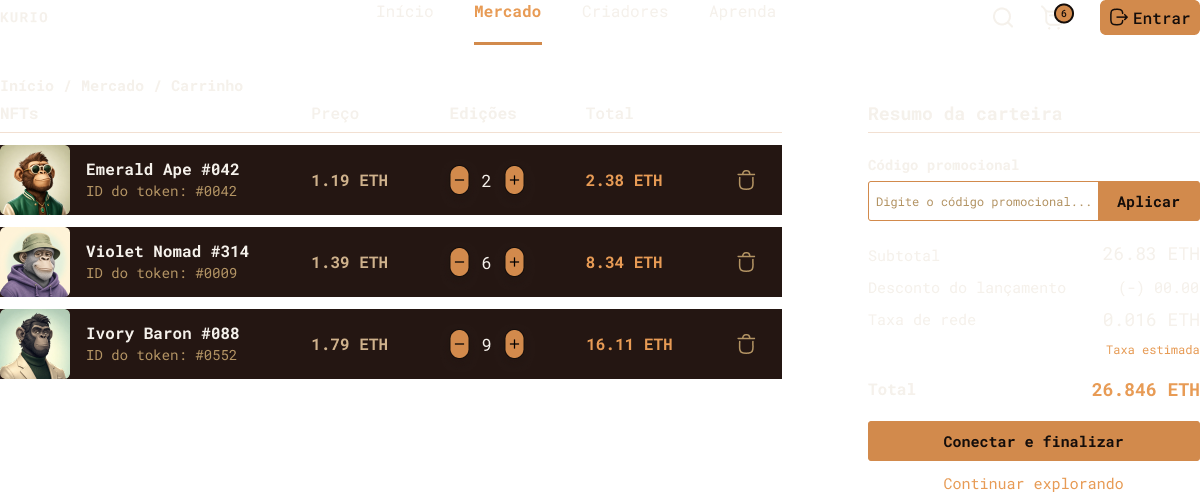 KURIO
Início Mercado Criadores Aprenda
6
Entrar
Início / Mercado / Carrinho
NFTs Preço Edições Total
Emerald Ape #042
ID do token: #0042
1.19 ETH − 2 + 2.38 ETH
Violet Nomad #314
ID do token: #0009
1.39 ETH − 6 + 8.34 ETH
Ivory Baron #088
ID do token: #0552
1.79 ETH − 9 + 16.11 ETH
Resumo da carteira
Código promocional
Digite o código promocional... Aplicar
Subtotal 26.83 ETH
Desconto do lançamento (-) 00.00
Taxa de rede 0.016 ETH
Taxa estimada
Total 26.846 ETH
Conectar e finalizar
Continuar explorando